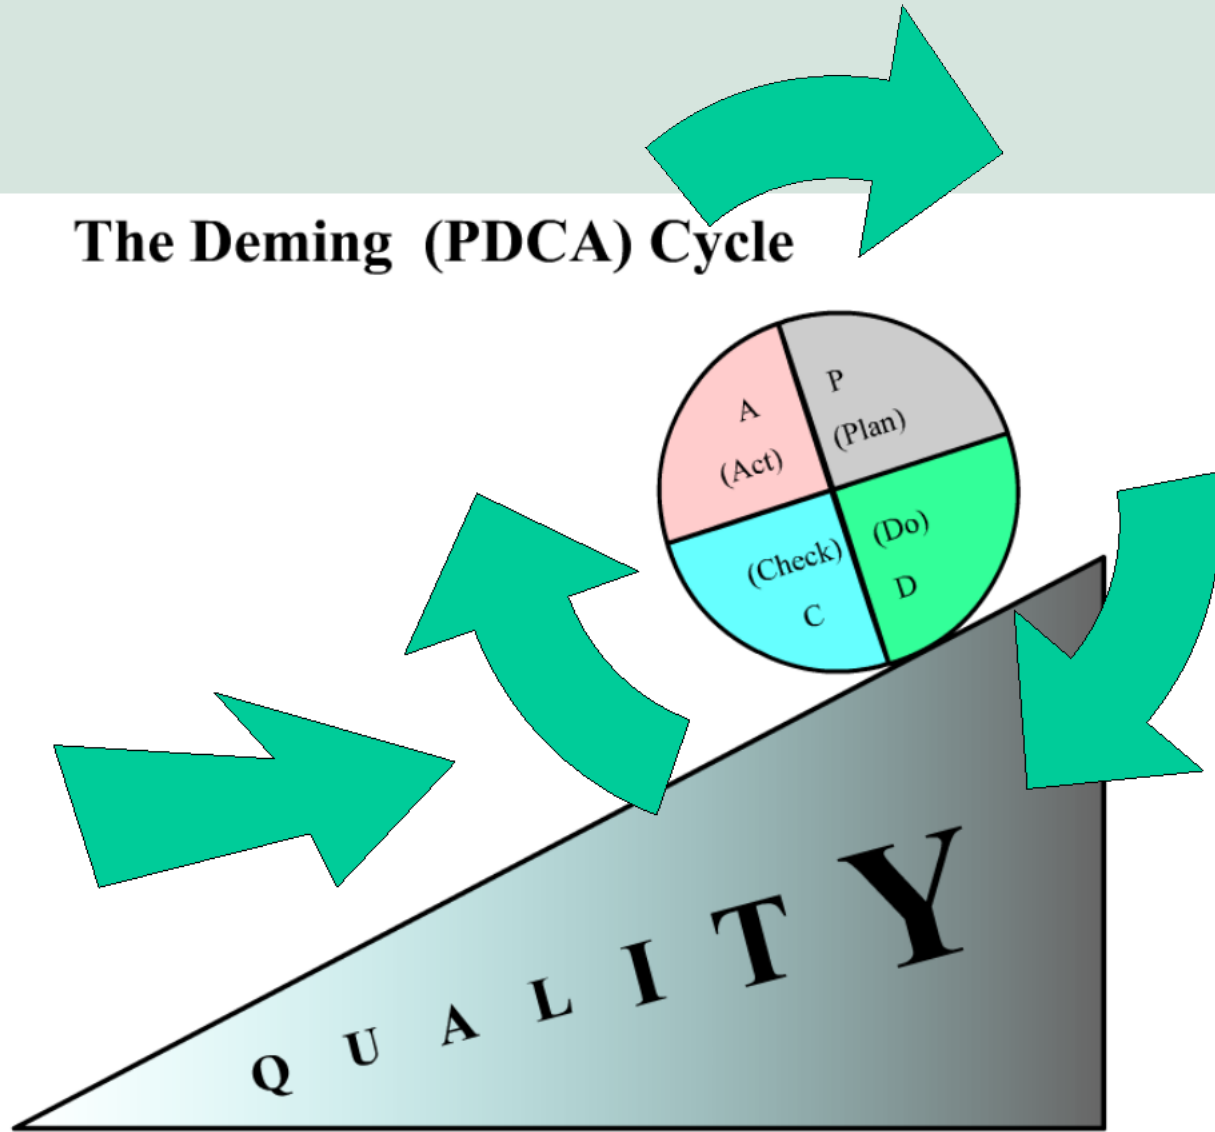 The Deming (PDCA) Cycle
A
(Act)
P
(Plan)
(Do)
D
(Check)
C
QUALITY